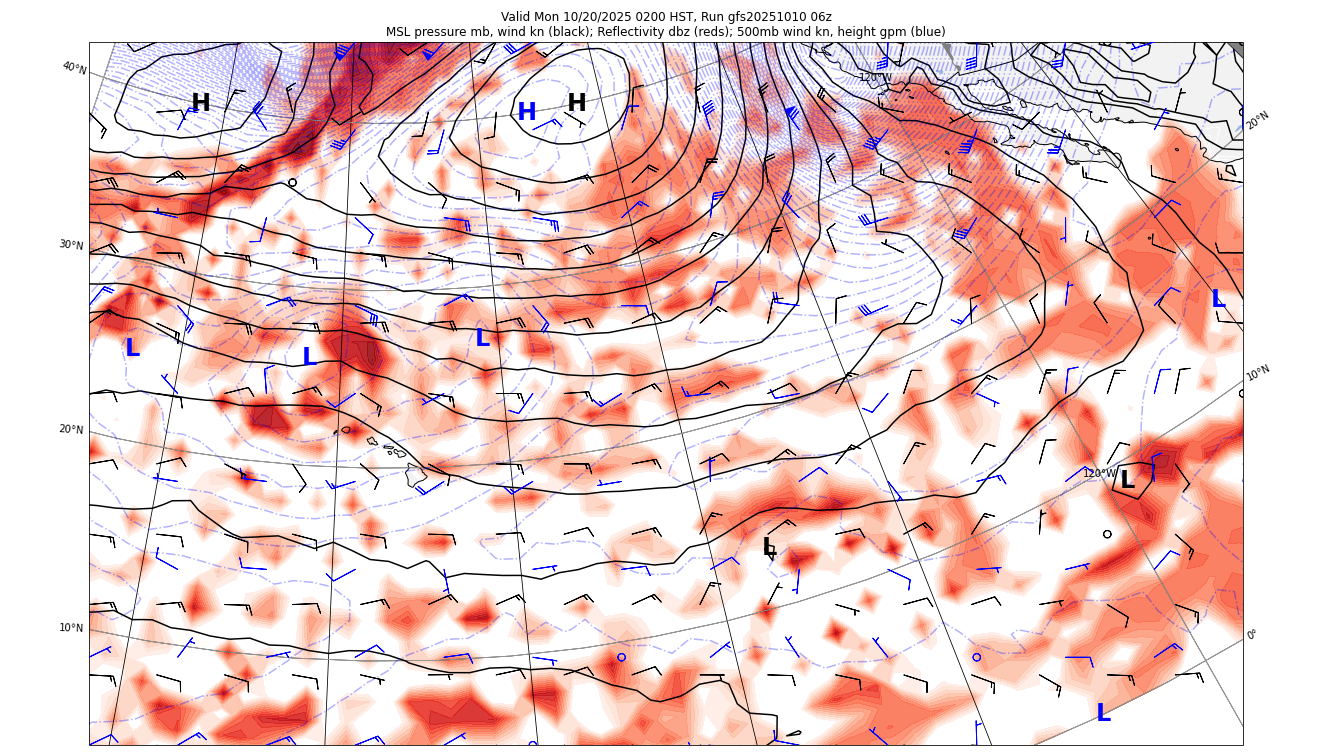 Valid Mon 10/20/2025 0200 HST, Run gfs20251010 06z
MSL pressure mb, wind kn (black); Reflectivity dbz (reds); 500mb wind kn, height gpm (blue)
40°N
120°W
H
H
H
20°N
30°N
L
L
L
L
10°N
20°N
120°W
L
L
10°N
0°
L